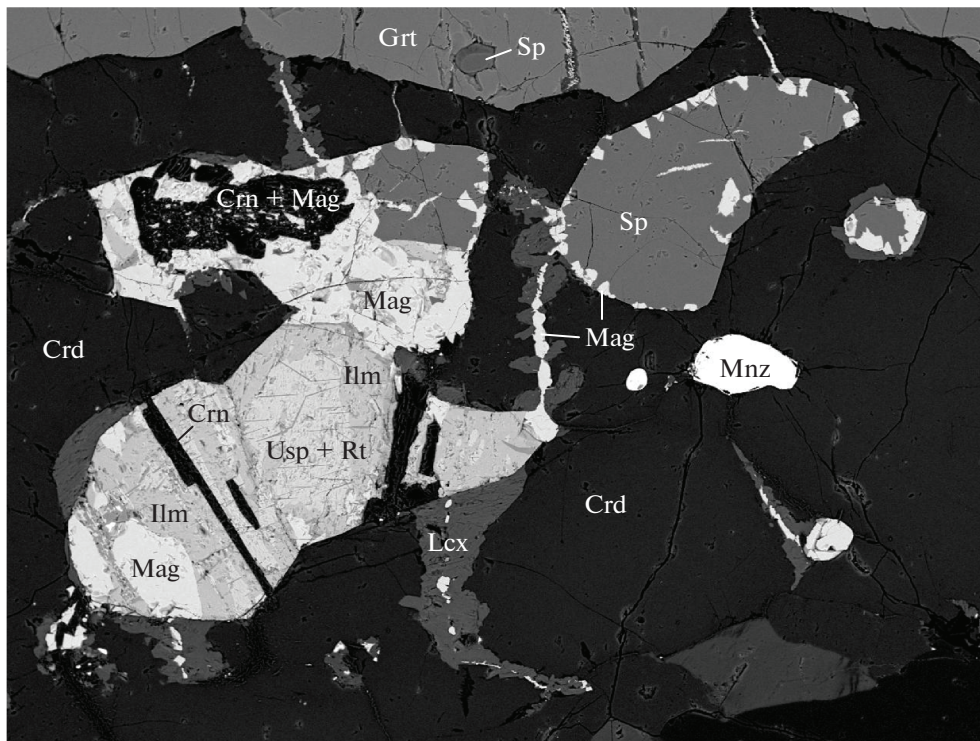 Grt
Sp
Crn + Mag
Sp
Mag
Mag
Crd
Ilm
Mnz
Crn
Usp + Rt
Ilm
Crd
Lcx
Mag